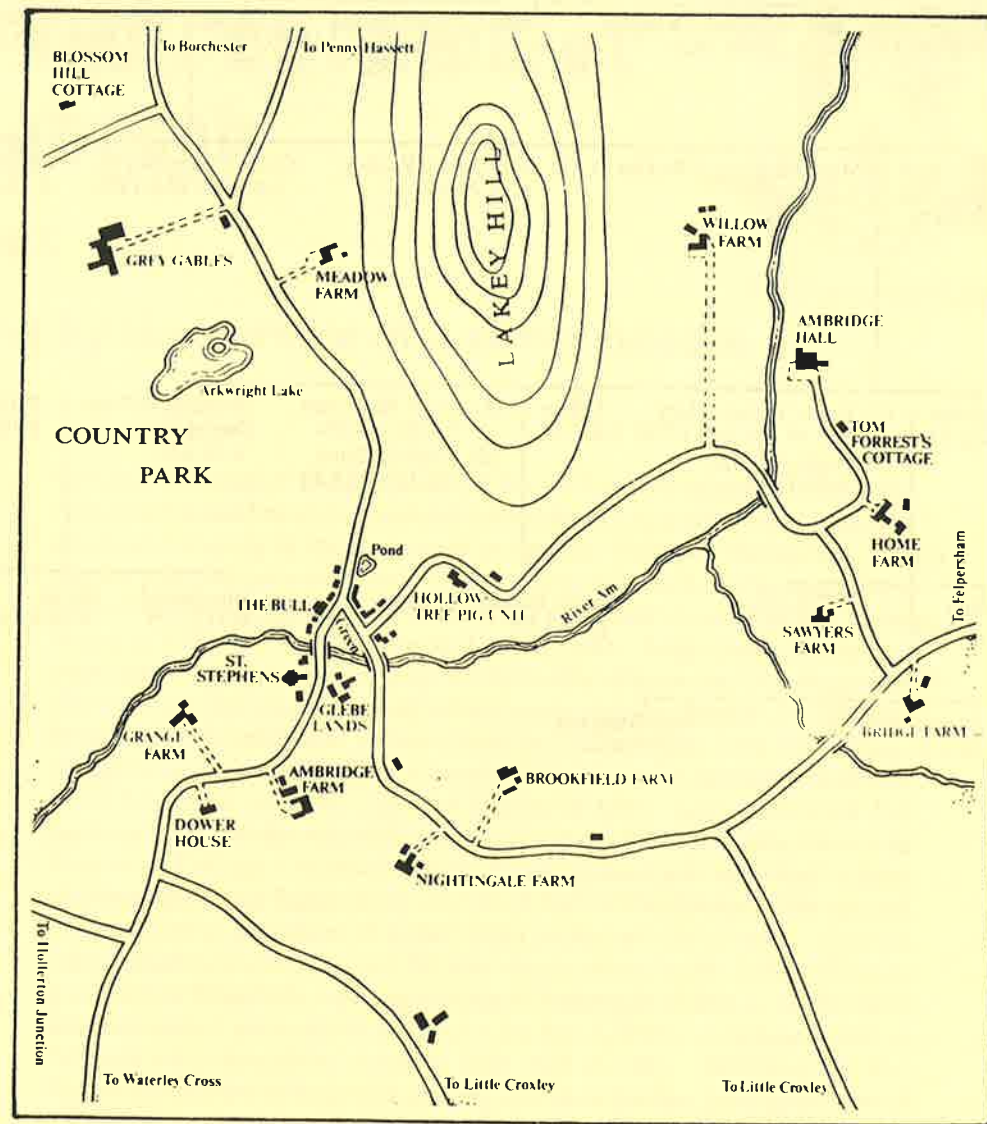 To Borchester
To Penny Hassett
BLOSSOM
HILL
COTTAGE
LAKEY HILL
WILLOW
FARM
GREY GABLES
MEADOW
FARM
AMBRIDGE
HALL
Arkwright Lake
TOM
FORREST'S
COTTAGE
COUNTRY
PARK
HOME
FARM
To Felpersham
Pond
HOLLOW
TREE PIG UNIT
THE BULL
Green
River Am
SAWYERS
FARM
ST.
STEPHENS
GLEBE
LANDS
GRANGE
FARM
BRIDGE FARM
AMBRIDGE
FARM
BROOKFIELD FARM
DOWER
HOUSE
NIGHTINGALE FARM
To Hollerton Junction
To Waterley Cross
To Little Croxley
To Little Croxley